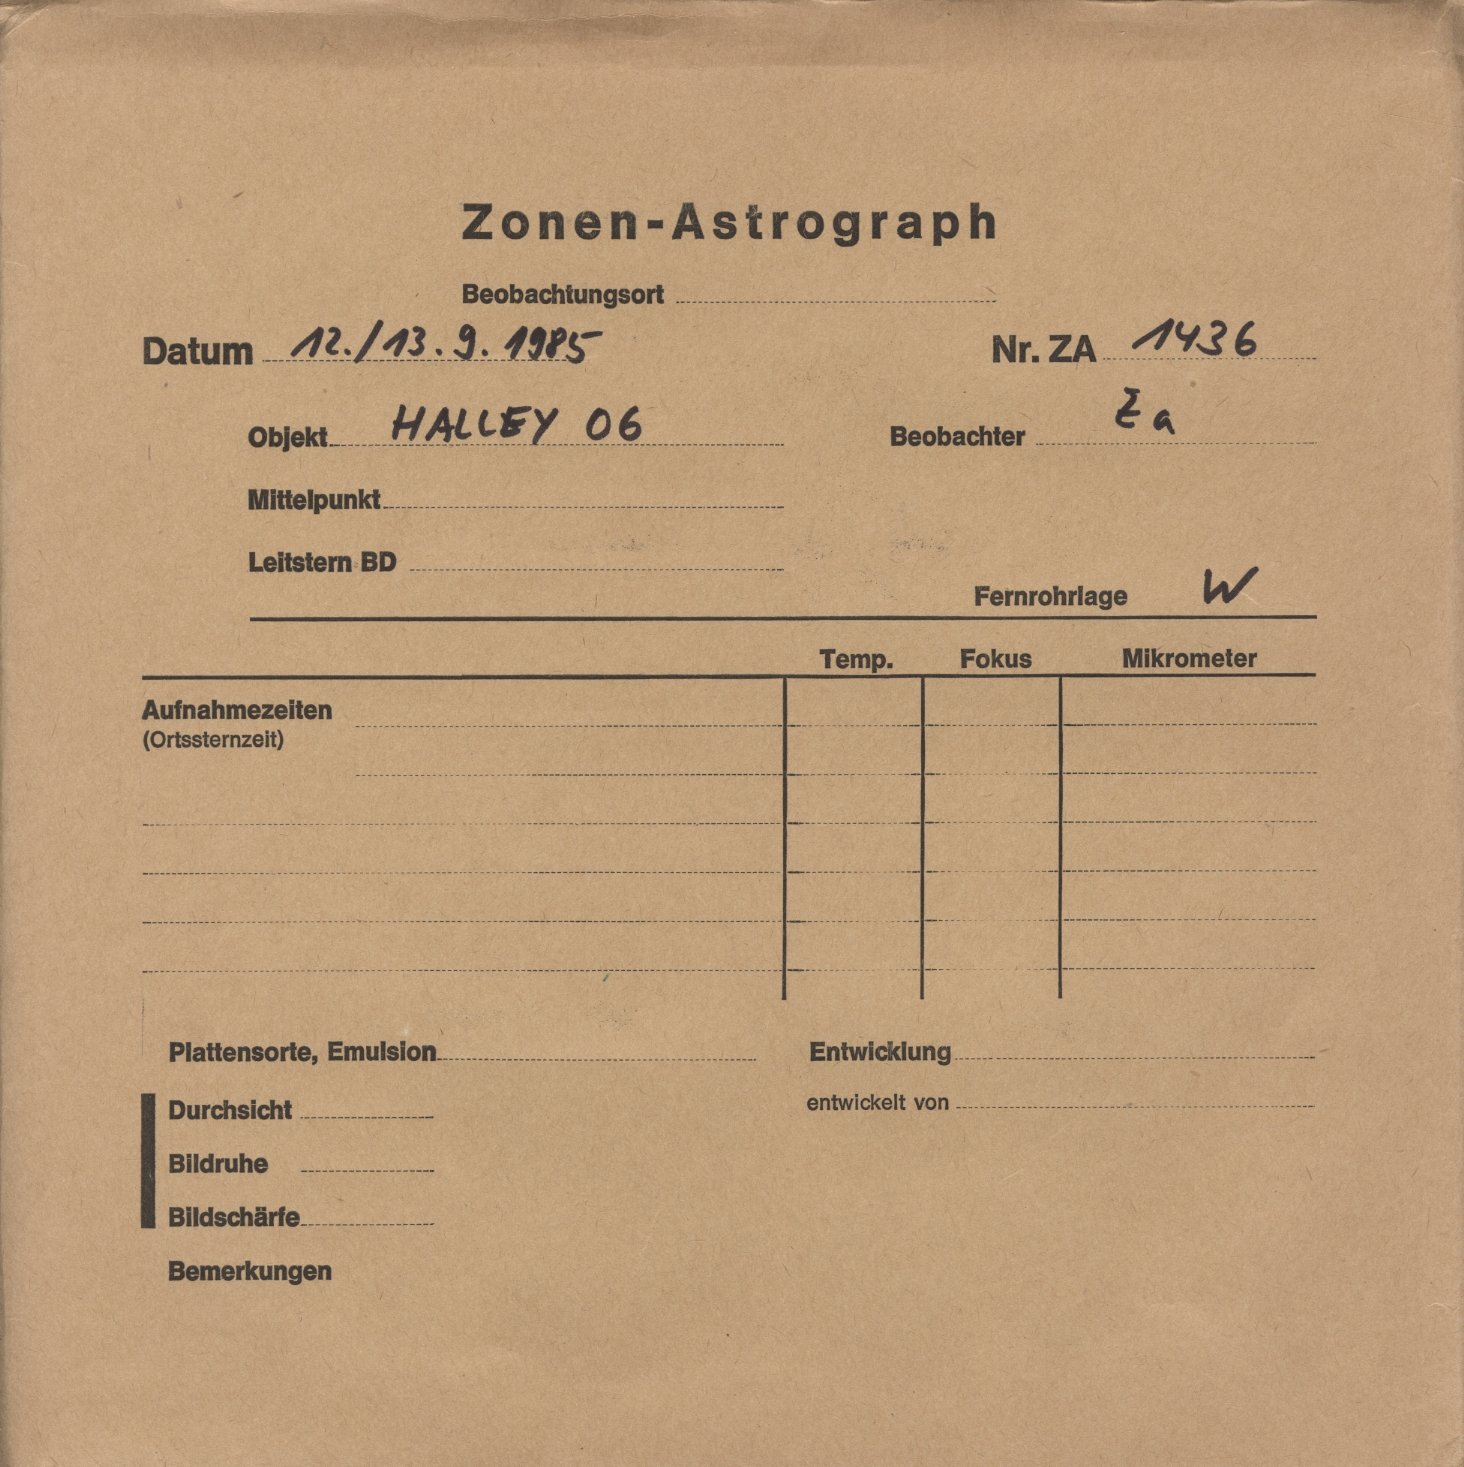 Zonen-Astrograph
Beobachtungsort
Datum 12./13.9.1985 Nr. ZA 1436
Objekt HALLEY 06 Beobachter Za
Mittelpunkt
Leitstern BD
Fernrohrlage W
Temp. Fokus Mikrometer
Aufnahmezeiten
(Ortssternzeit)
Plattensorte, Emulsion Entwicklung
Durchsicht entwickelt von
Bildruhe
Bildschärfe
Bemerkungen